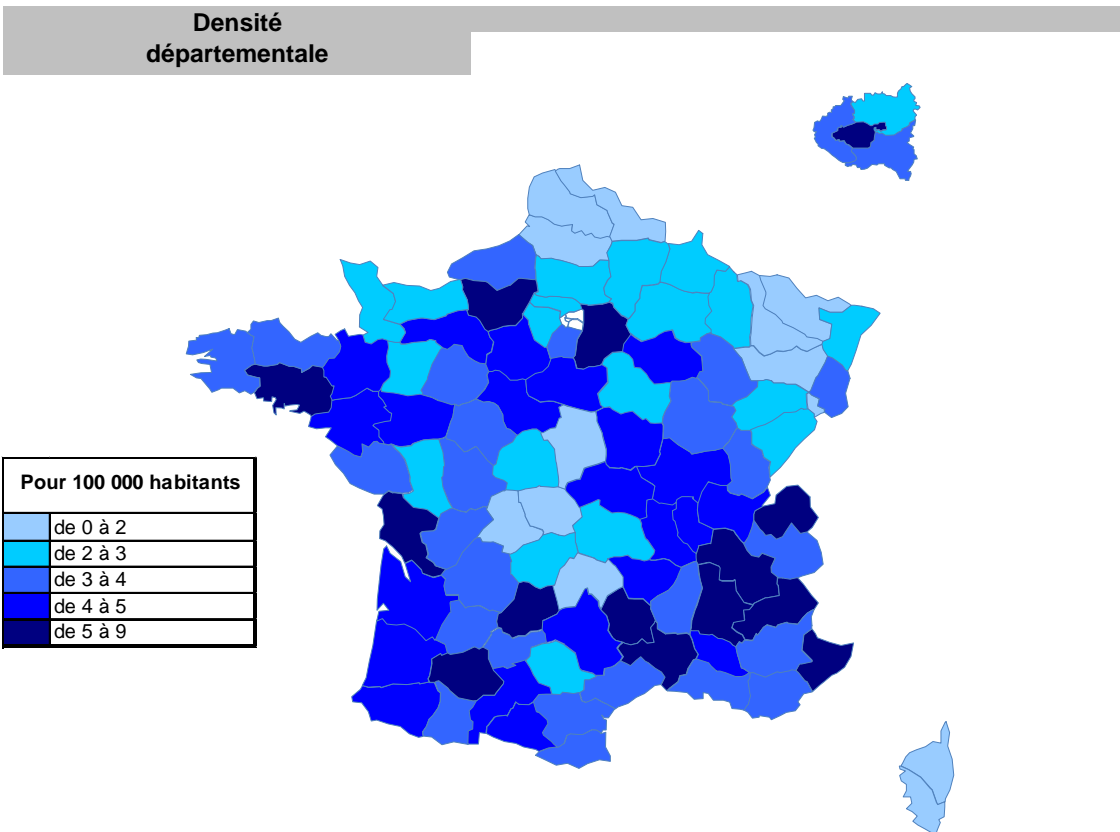 Densité
départementale
Pour 100 000 habitants
de 0 à 2
de 2 à 3
de 3 à 4
de 4 à 5
de 5 à 9